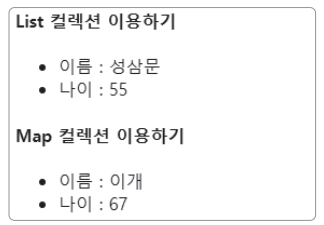 List 컬렉션 이용하기
• 이름 : 성삼문
• 나이 : 55
Map 컬렉션 이용하기
• 이름 : 이개
• 나이 : 67